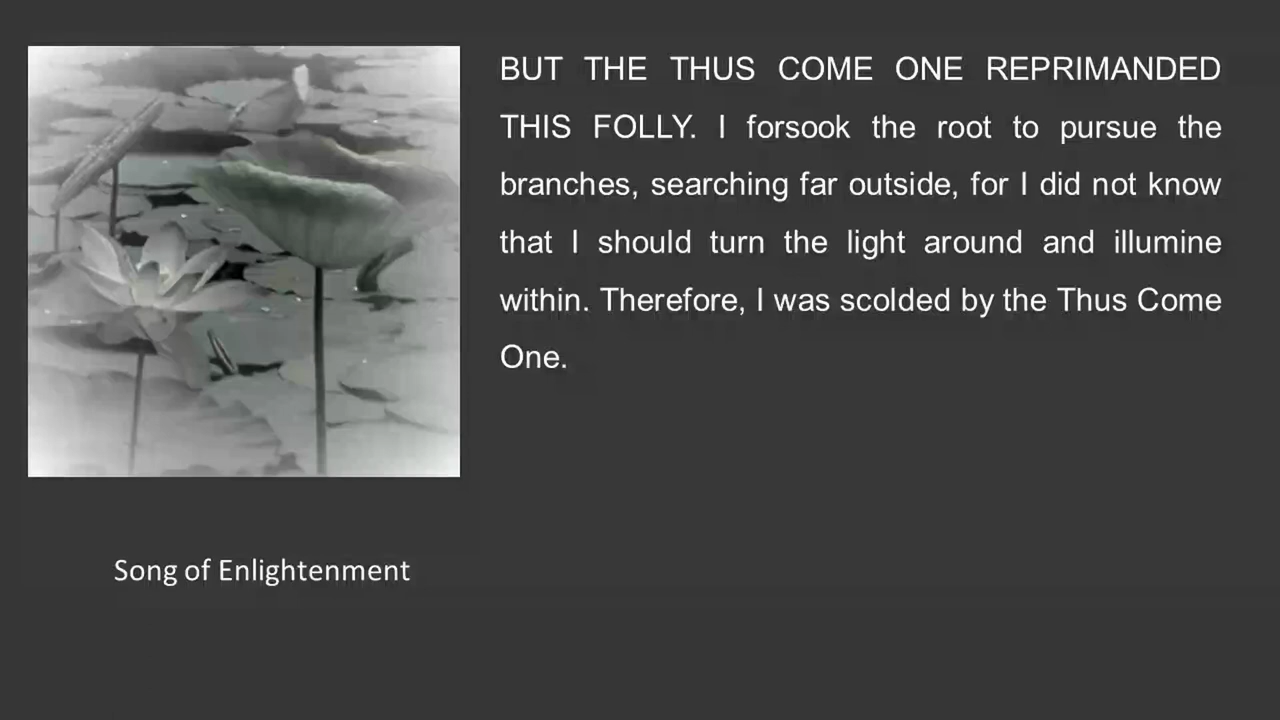 BUT THE THUS COME ONE REPRIMANDED
THIS FOLLY. I forsook the root to pursue the
branches, searching far outside, for I did not know
that I should turn the light around and illumine
within. Therefore, I was scolded by the Thus Come
One.
Song of Enlightenment